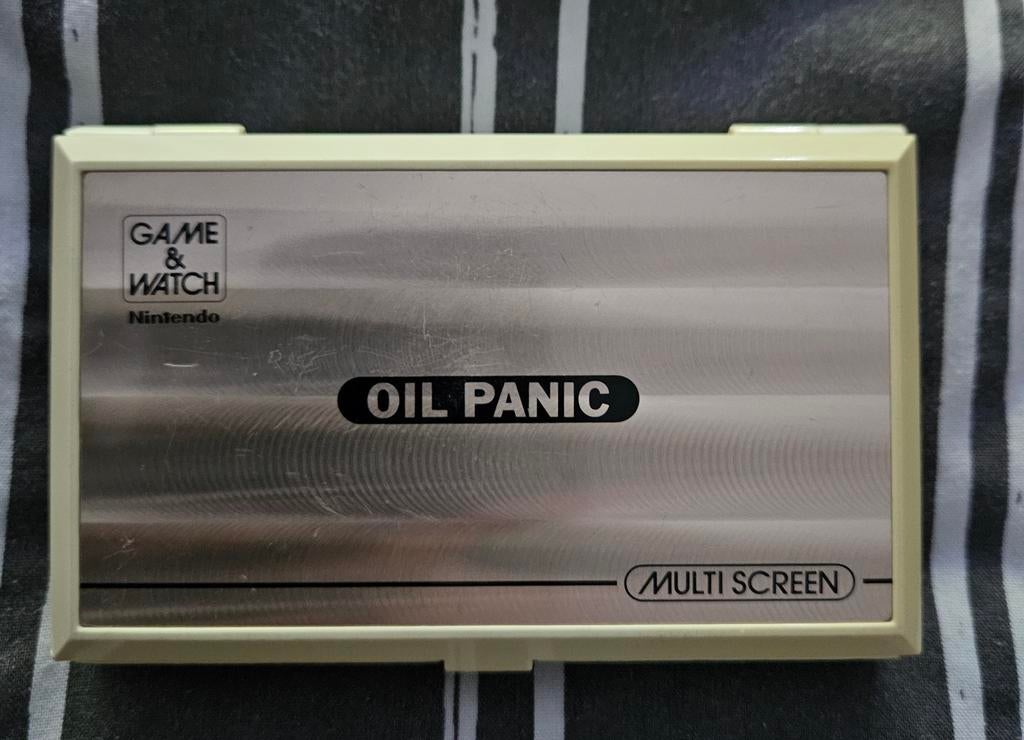 GAME
&
WATCH
Nintendo
OIL PANIC
MULTI SCREEN